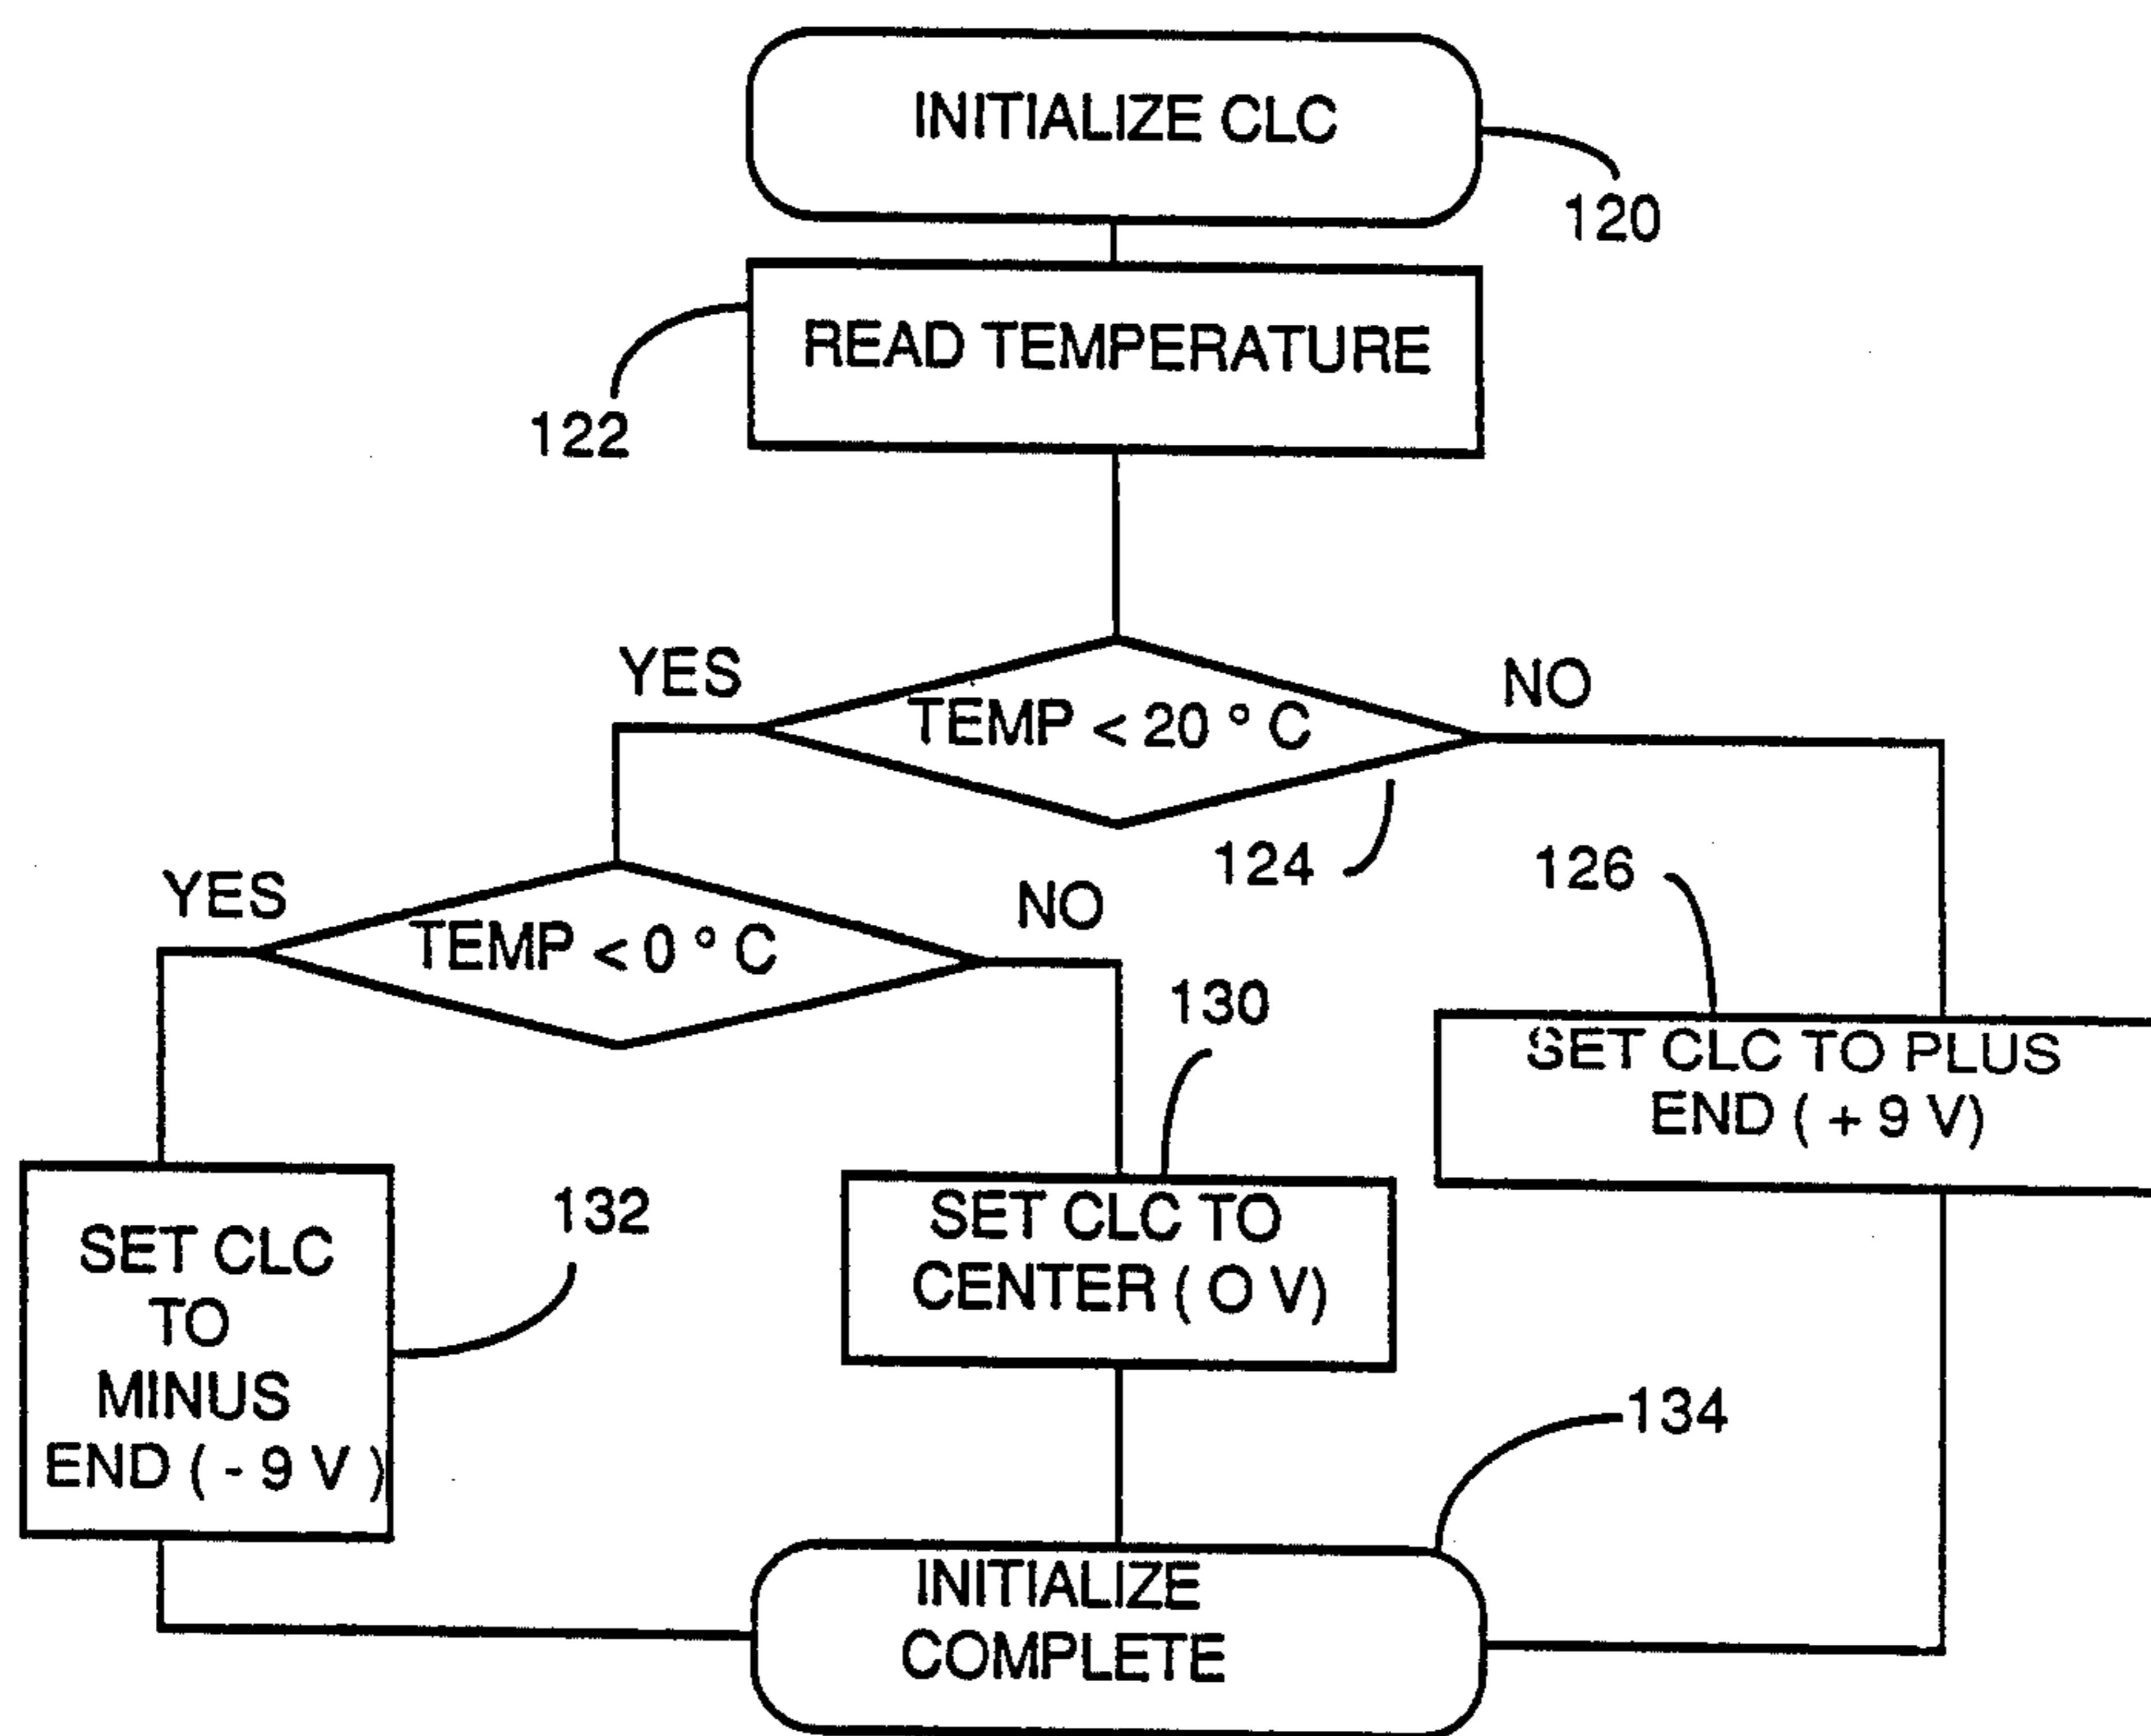 INITIALIZE CLC
120
READ TEMPERATURE
122
YES
NO
TEMP < 20 ° C
124
126
YES
NO
TEMP < 0 ° C
130
SET CLC TO PLUS
END ( + 9 V)
132
SET CLC
TO
MINUS
END ( - 9 V )
SET CLC TO
CENTER ( O V)
134
INITIALIZE
COMPLETE